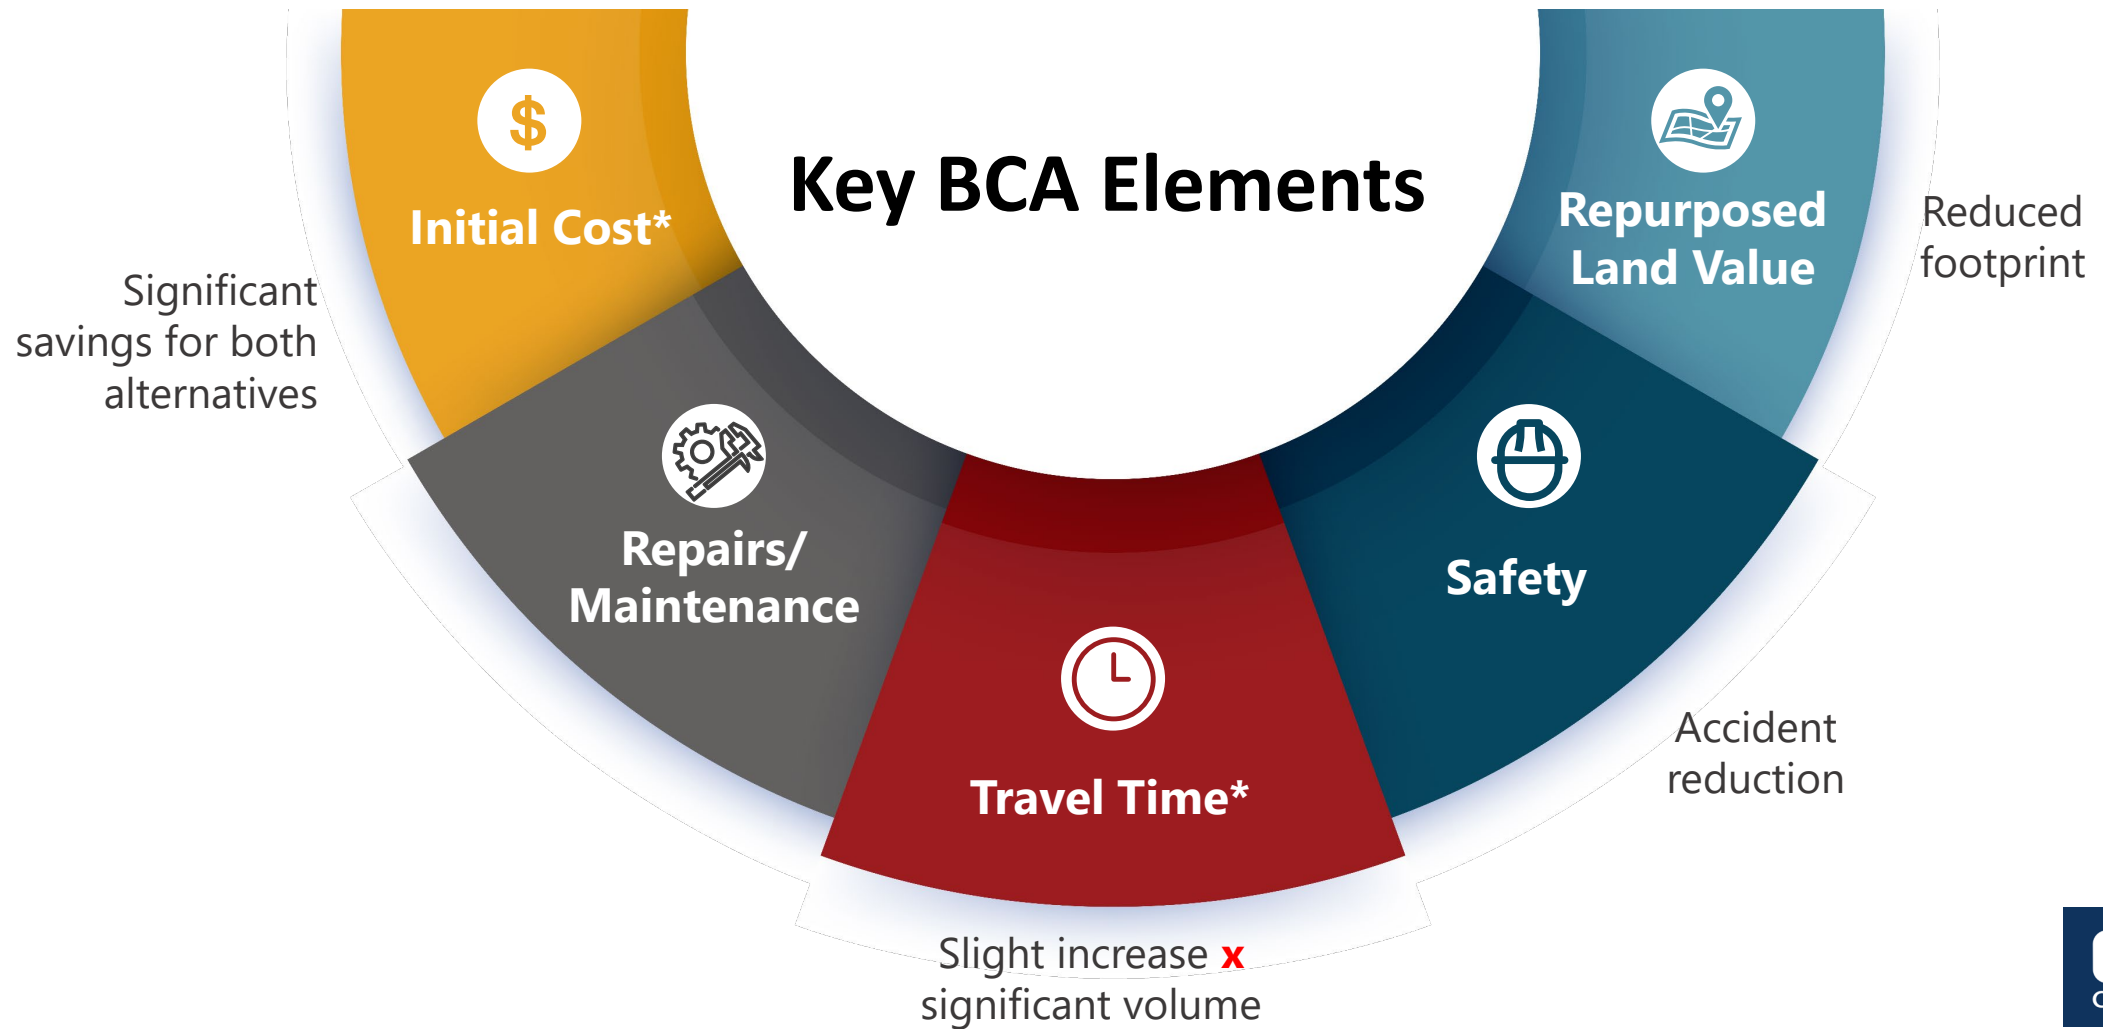 Key BCA Elements
$
Initial Cost*
Significant
savings for both
alternatives
Repairs/
Maintenance
Travel Time*
Slight increase x
significant volume
Safety
Accident
reduction
Repurposed
Land Value
Reduced
footprint